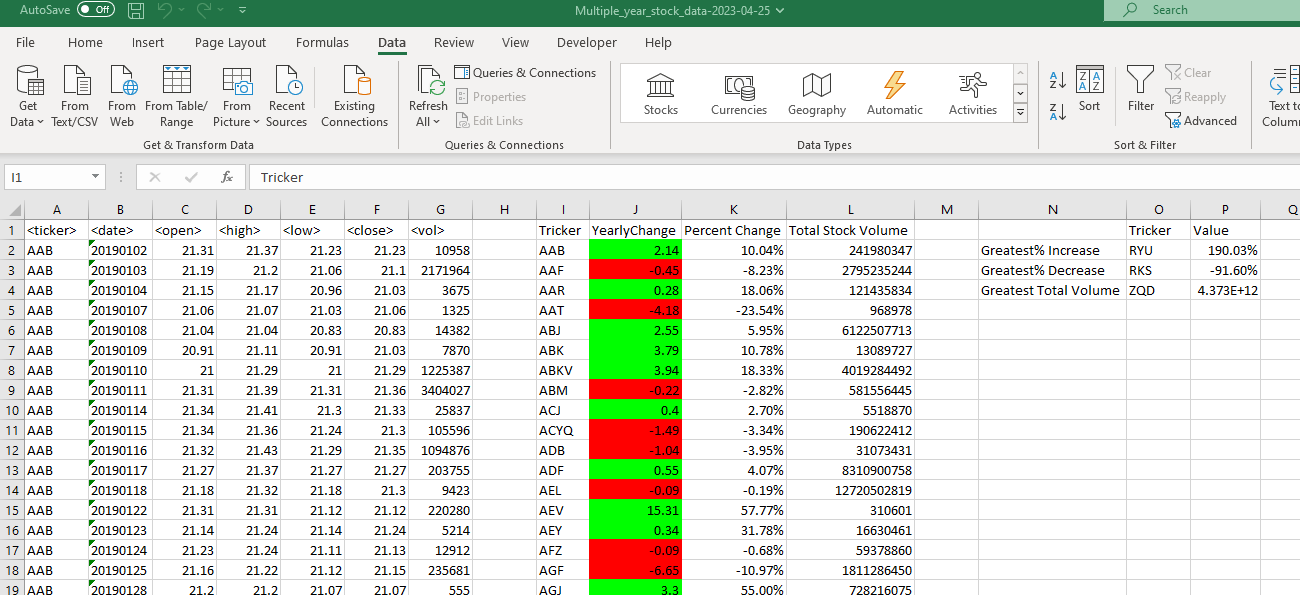 AutoSave Off Multiple_year_stock_data-2023-04-25 Search
File Home Insert Page Layout Formulas Data Review View Developer Help
Get Data From Text/CSV From Web From Table/ Range From Picture Recent Sources Existing Connections Refresh All Queries & Connections Properties Edit Links Stocks Currencies Geography Automatic Activities Sort Filter Clear Reapply Advanced Text to
Get & Transform Data Queries & Connections Data Types Sort & Filter
I1 fx Tricker
A B C D E F G H I J K L M N O P Q
1 <ticker> <date> <open> <high> <low> <close> <vol> Tricker YearlyChange Percent Change Total Stock Volume Tricker Value
2 AAB 20190102 21.31 21.37 21.23 21.23 10958 AAB 2.14 10.04% 241980347 Greatest% Increase RYU 190.03%
3 AAB 20190103 21.19 21.2 21.06 21.1 2171964 AAF -0.45 -8.23% 2795235244 Greatest% Decrease RKS -91.60%
4 AAB 20190104 21.15 21.17 20.96 21.03 3675 AAR 0.28 18.06% 121435834 Greatest Total Volume ZQD 4.373E+12
5 AAB 20190107 21.06 21.07 21.03 21.06 1325 AAT -4.18 -23.54% 968978
6 AAB 20190108 21.04 21.04 20.83 20.83 14382 ABJ 2.55 5.95% 6122507713
7 AAB 20190109 20.91 21.11 20.91 21.03 7870 ABK 3.79 10.78% 13089727
8 AAB 20190110 21 21.29 21 21.29 1225387 ABKV 3.94 18.33% 4019284492
9 AAB 20190111 21.31 21.39 21.31 21.36 3404027 ABM -0.22 -2.82% 581556445
10 AAB 20190114 21.34 21.41 21.3 21.33 25837 ACJ 0.4 2.70% 5518870
11 AAB 20190115 21.34 21.36 21.24 21.3 105596 ACYQ -1.49 -3.34% 190622412
12 AAB 20190116 21.32 21.43 21.29 21.35 1094876 ADB -1.04 -3.95% 31073431
13 AAB 20190117 21.27 21.37 21.27 21.27 203755 ADF 0.55 4.07% 8310900758
14 AAB 20190118 21.18 21.32 21.18 21.3 9423 AEL -0.09 -0.19% 12720502819
15 AAB 20190122 21.31 21.31 21.12 21.12 220280 AEV 15.31 57.77% 310601
16 AAB 20190123 21.14 21.24 21.14 21.24 5214 AEY 0.34 31.78% 16630461
17 AAB 20190124 21.23 21.24 21.11 21.13 12912 AFZ -0.09 -0.68% 59378860
18 AAB 20190125 21.16 21.22 21.12 21.15 235681 AGF -6.65 -10.97% 1811286450
19 AAB 20190128 21.2 21.2 21.07 21.07 555 AGJ 3.3 55.00% 728216075